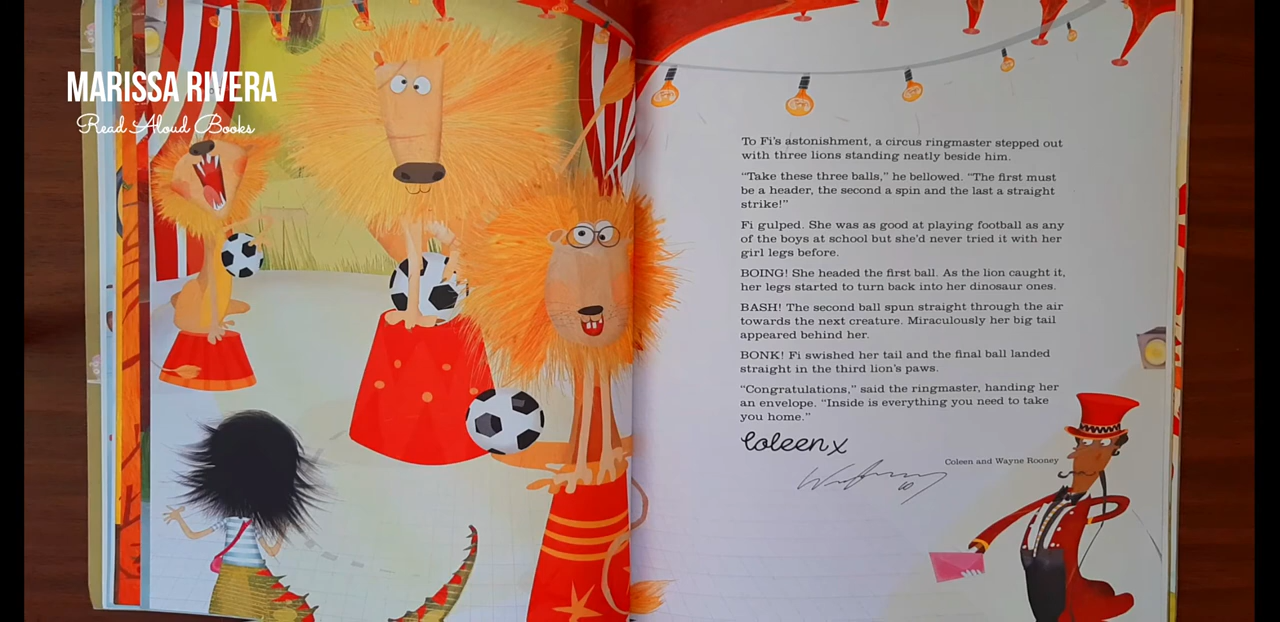 MARISSA RIVERA
Read Aloud Books
To Fi's astonishment, a circus ringmaster stepped out
with three lions standing neatly beside him.
"Take these three balls," he bellowed. "The first must
be a header, the second a spin and the last a straight
strike!"
Fi gulped. She was as good at playing football as any
of the boys at school but she'd never tried it with her
girl legs before.
BOING! She headed the first ball. As the lion caught it,
her legs started to turn back into her dinosaur ones.
BASH! The second ball spun straight through the air
towards the next creature. Miraculously her big tail
appeared behind her.
BONK! Fi swished her tail and the final ball landed
straight in the third lion's paws.
"Congratulations," said the ringmaster, handing her
an envelope. "Inside is everything you need to take
you home."
Coleen x
Coleen and Wayne Rooney